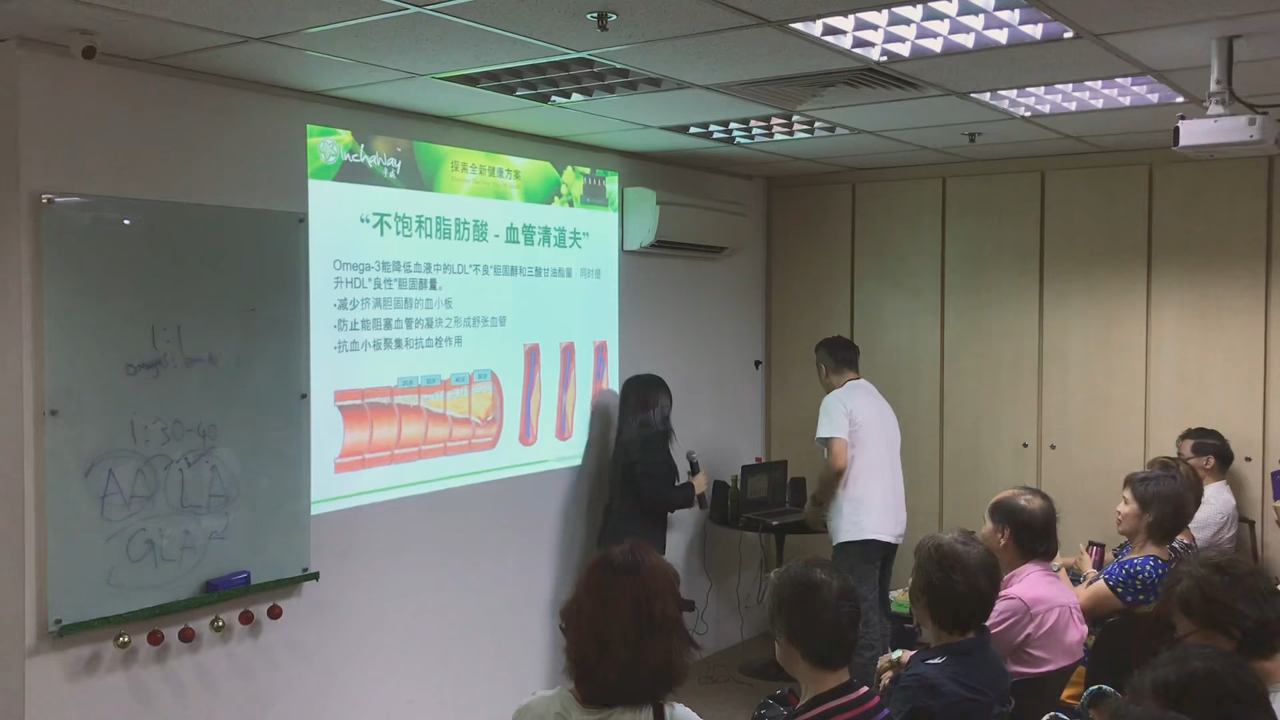 1:1
1:30-40
AA LA
GLA
InchaWay
探索全新健康方案
“不饱和脂肪酸 - 血管清道夫”
Omega-3能降低血液中的LDL"不良"胆固醇和三酸甘油酯量 同时提
升HDL"良性"胆固醇量。
•减少挤满胆固醇的血小板
•防止能阻塞血管的凝块之形成舒张血管
•抗血小板聚集和抗血栓作用